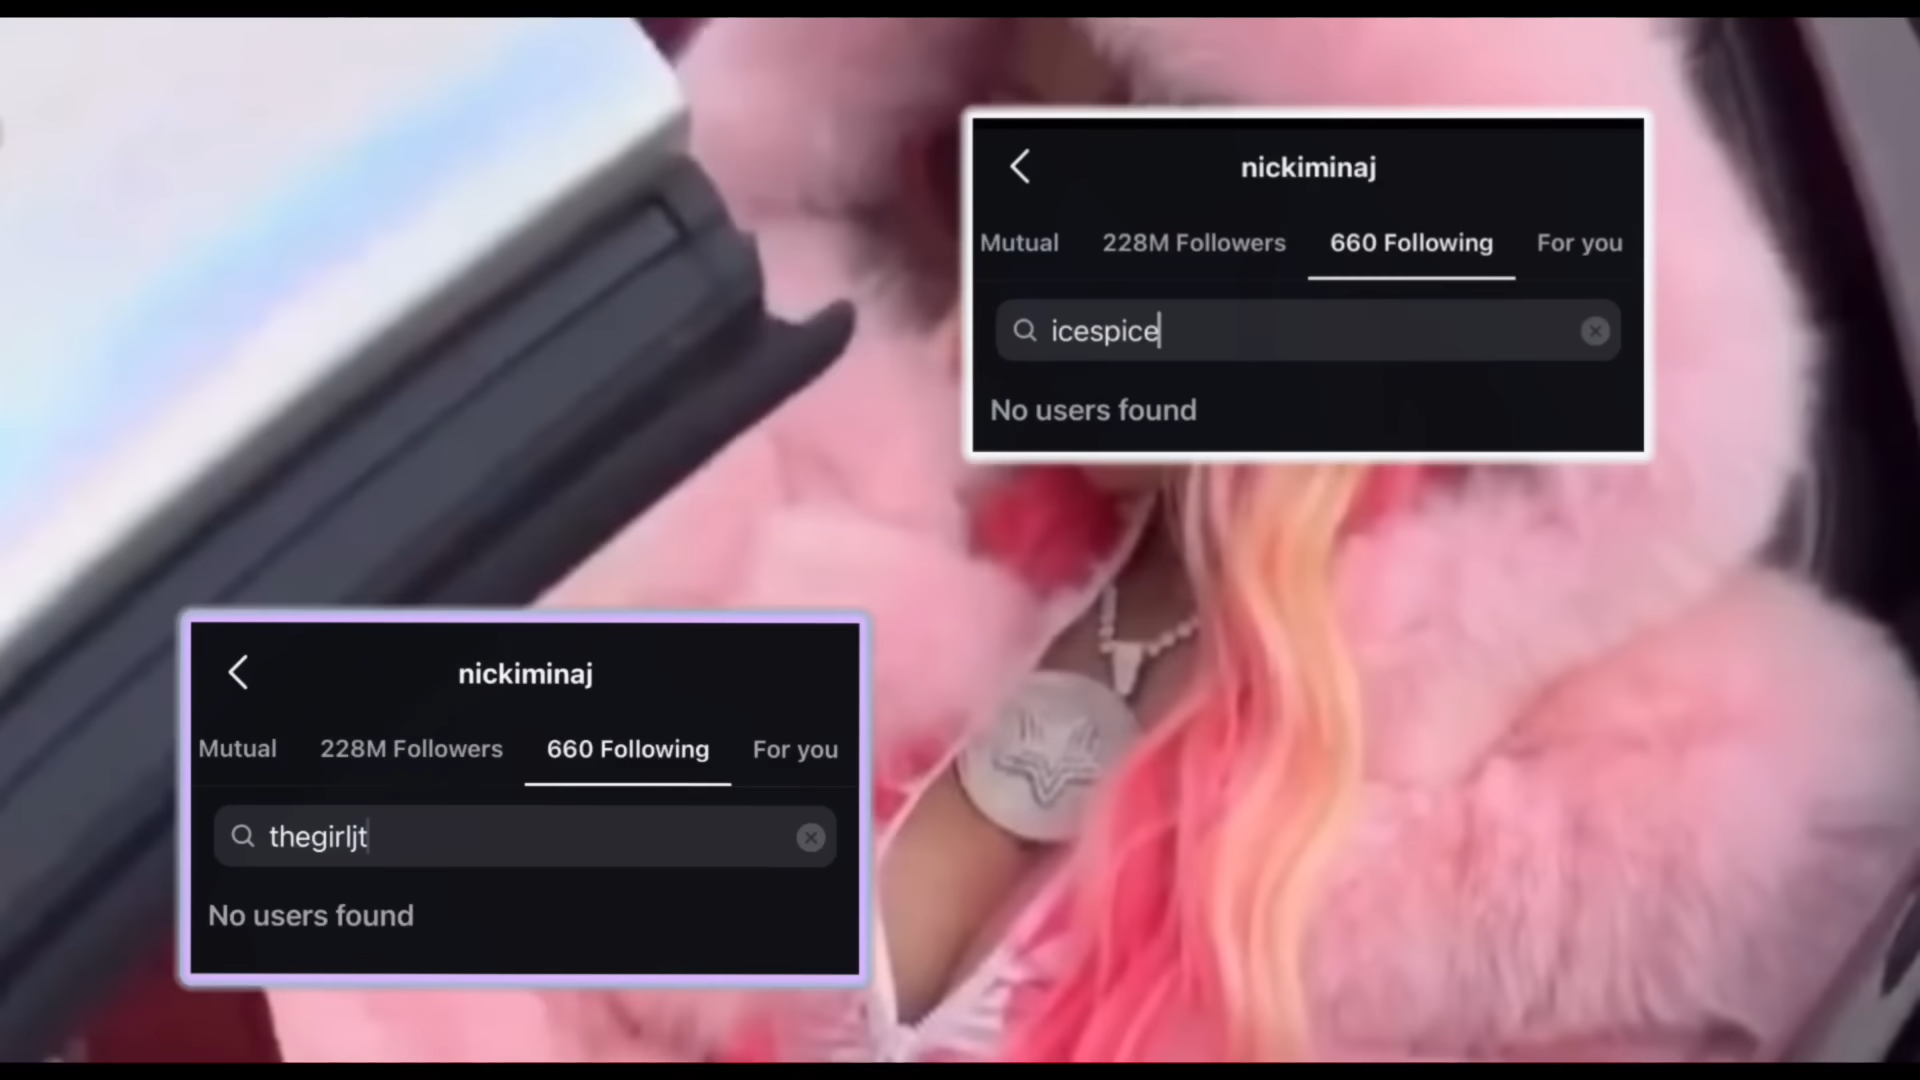 nickiminaj
Mutual 228M Followers 660 Following For you
icespice
No users found
nickiminaj
Mutual 228M Followers 660 Following For you
thegirljt
No users found